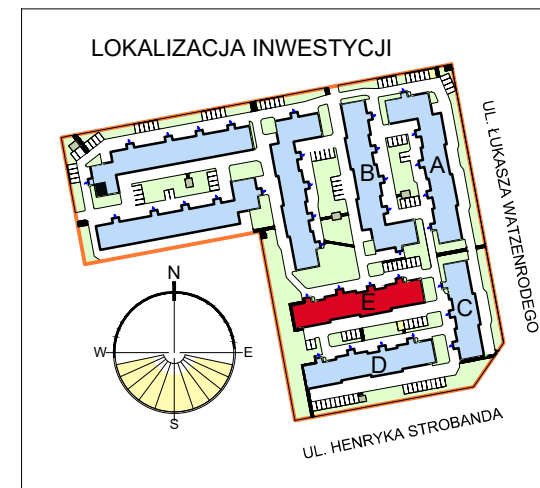 LOKALIZACJA INWESTYCJI
UL. ŁUKASZA WATZENRODEGO
A
B
E
C
D
N
W
E
S
UL. HENRYKA STROBANDA